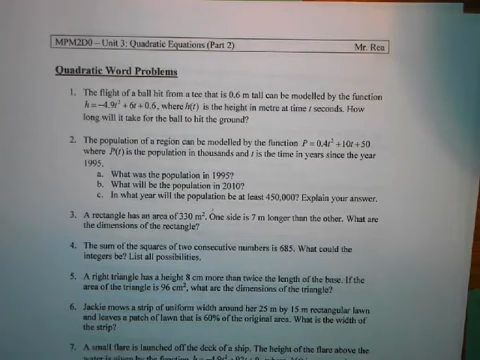 MPM2D0 – Unit 3: Quadratic Equations (Part 2) Mr. Rea
Quadratic Word Problems
1. The flight of a ball hit from a tee that is 0.6 m tall can be modelled by the function
h = –4.9t² + 6t + 0.6, where h(t) is the height in metre at time t seconds. How
long will it take for the ball to hit the ground?
2. The population of a region can be modelled by the function P = 0.4t² +10t +50
where P(t) is the population in thousands and t is the time in years since the year
1995.
a. What was the population in 1995?
b. What will be the population in 2010?
c. In what year will the population be at least 450,000? Explain your answer.
3. A rectangle has an area of 330 m². One side is 7 m longer than the other. What are
the dimensions of the rectangle?
4. The sum of the squares of two consecutive numbers is 685. What could the
integers be? List all possibilities.
5. A right triangle has a height 8 cm more than twice the length of the base. If the
area of the triangle is 96 cm², what are the dimensions of the triangle?
6. Jackie mows a strip of uniform width around her 25 m by 15 m rectangular lawn
and leaves a patch of lawn that is 60% of the original area. What is the width of
the strip?
7. A small flare is launched off the deck of a ship. The height of the flare above the
water is given by the function,